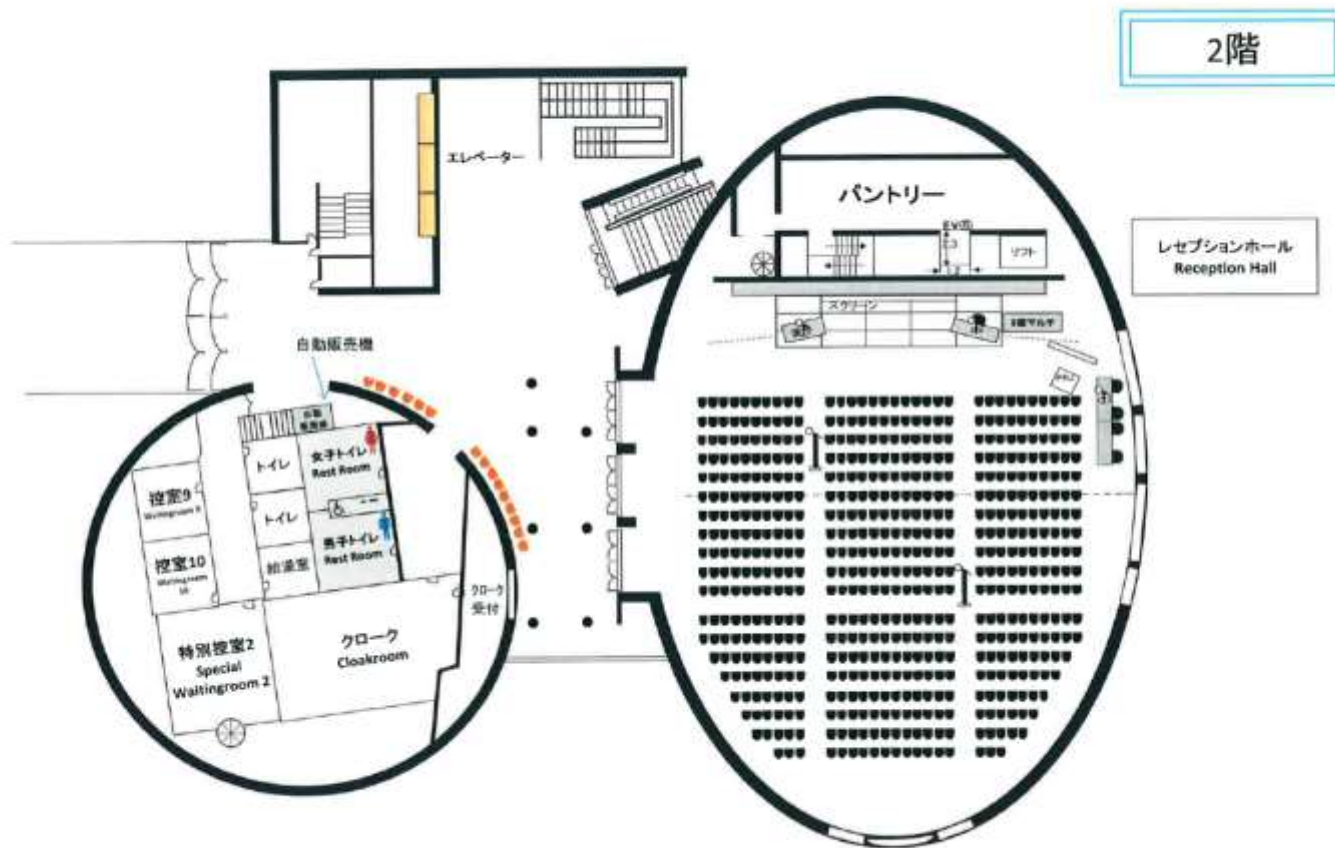 2階
エレベーター
パントリー
リフト
レセプションホール
Reception Hall
スクリーン
自動販売機
女子トイレ
Rest Room
トイレ
控室9
Waitingroom 9
トイレ
男子トイレ
Rest Room
控室10
Waitingroom
10
給湯室
クローク
受付
特別控室2
Special
Waitingroom 2
クローク
Cloakroom